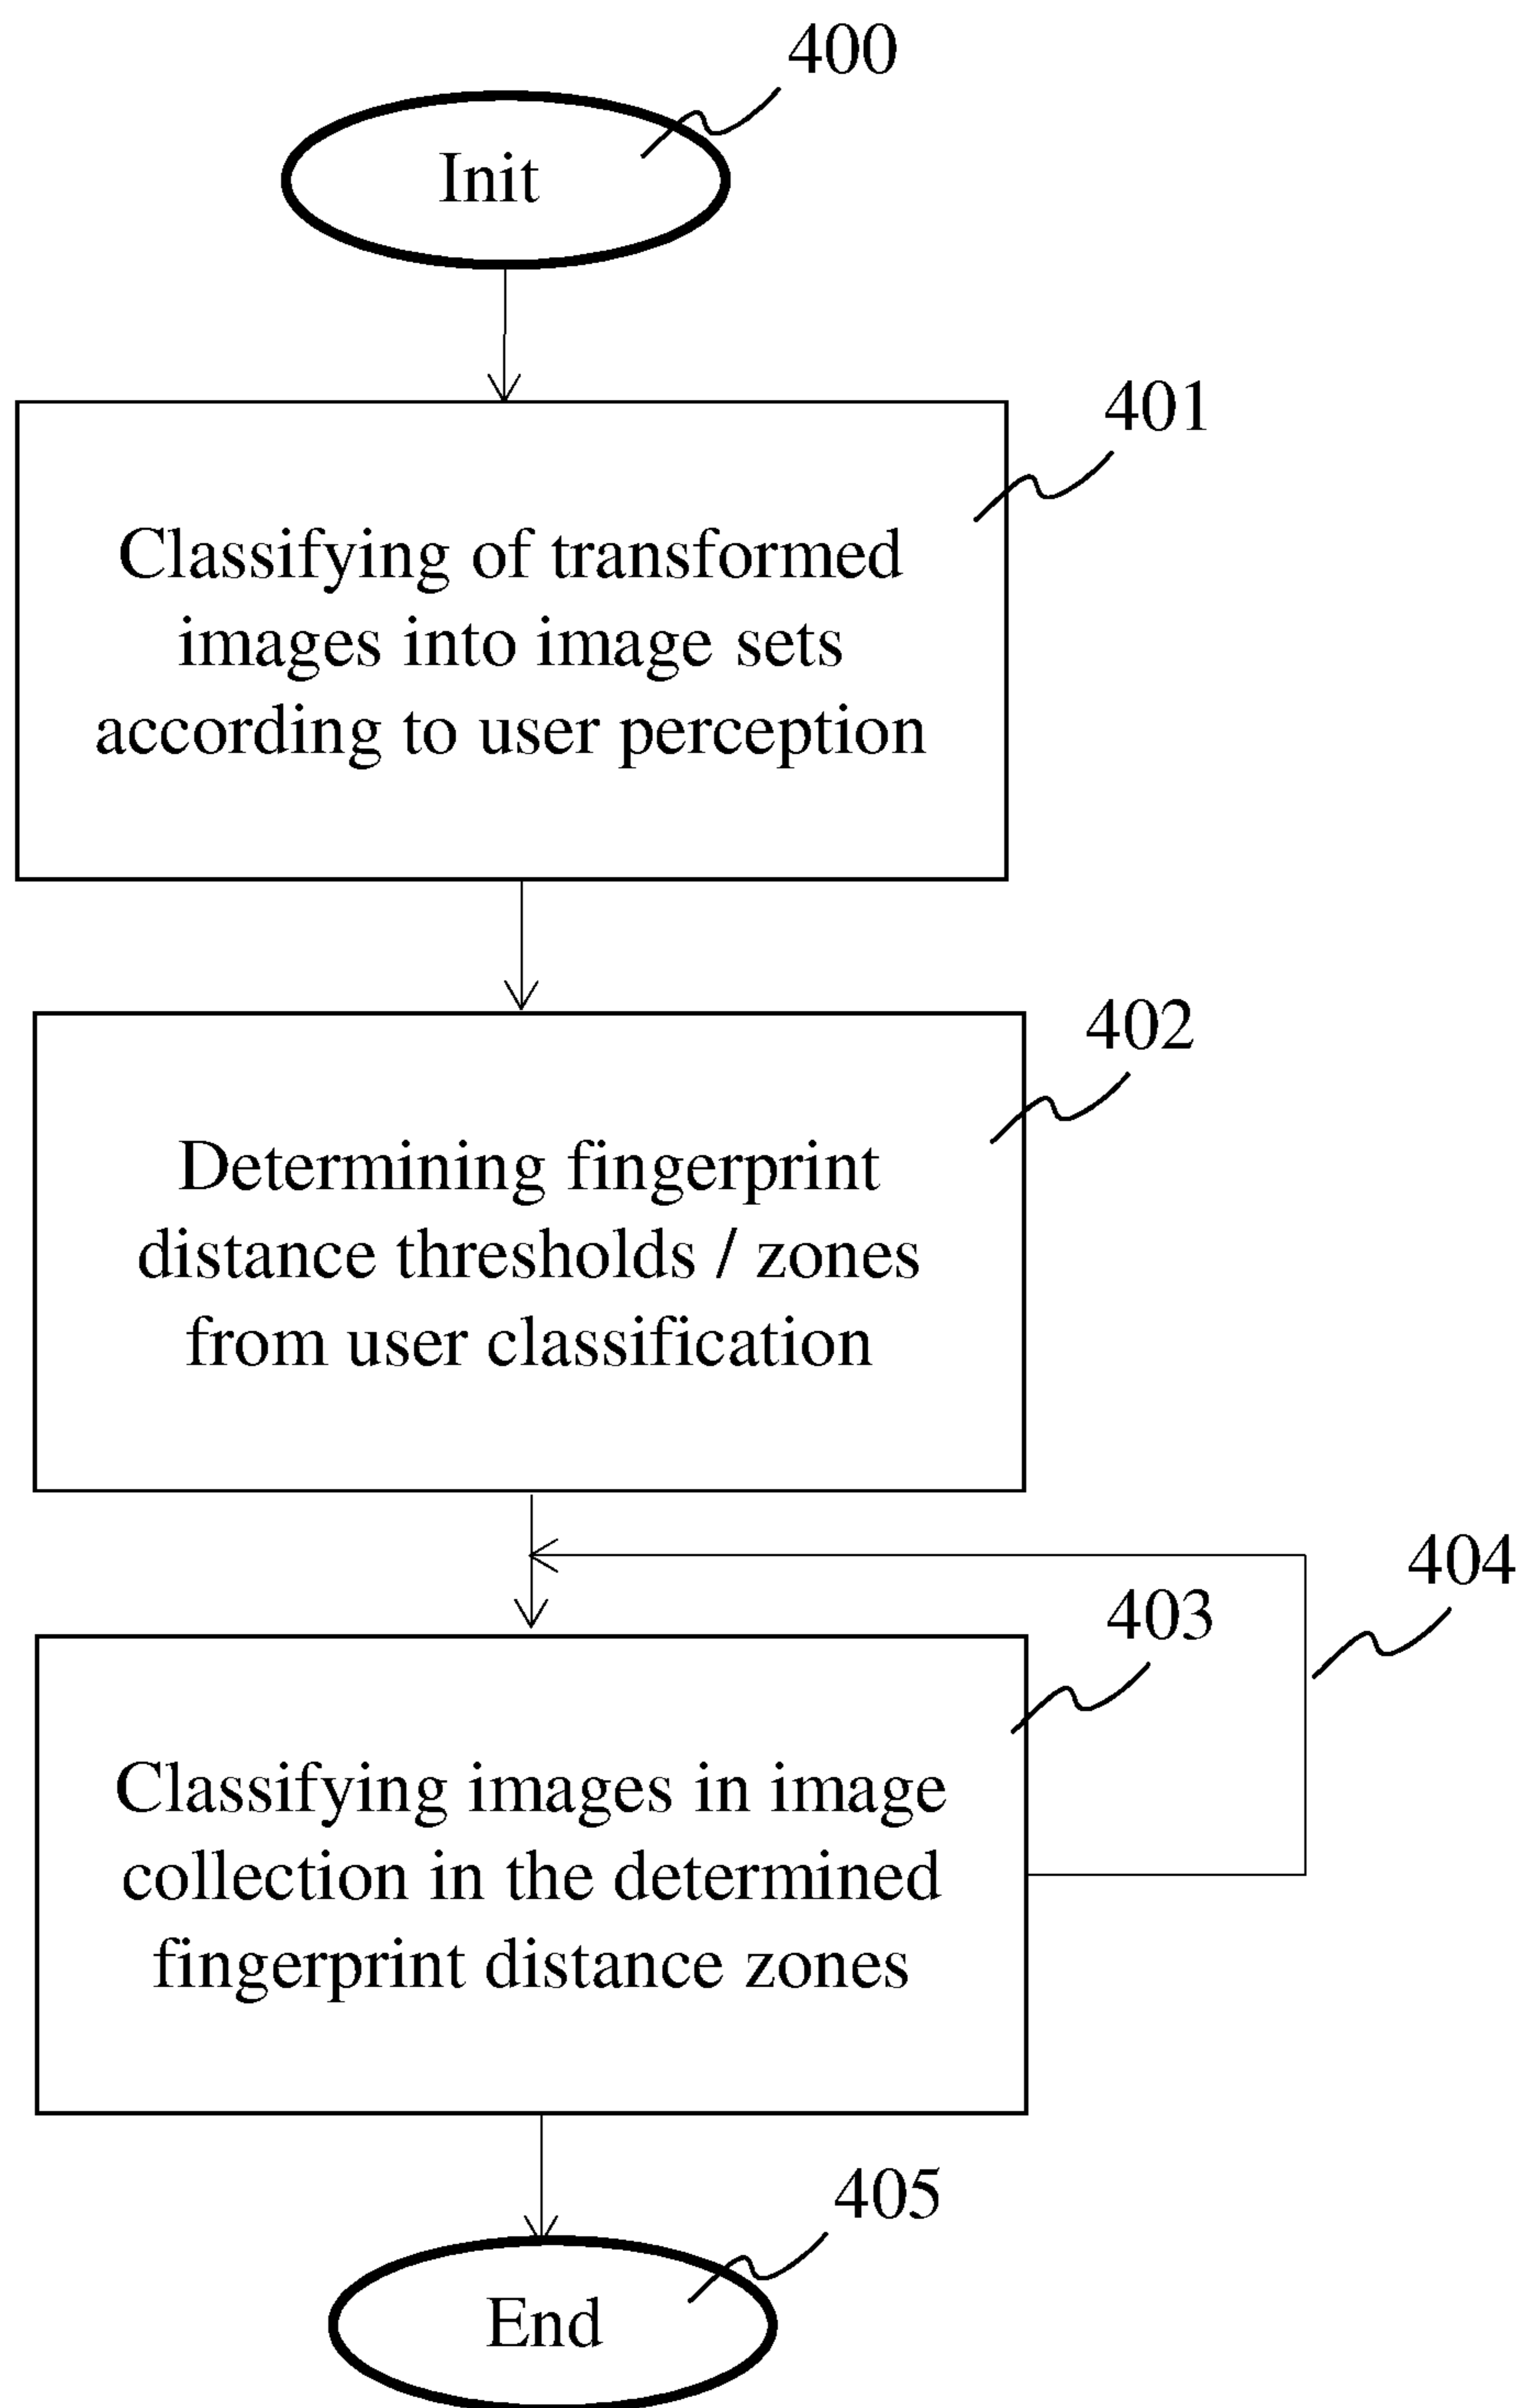 400
Init
401
Classifying of transformed
images into image sets
according to user perception
402
Determining fingerprint
distance thresholds / zones
from user classification
404
403
Classifying images in image
collection in the determined
fingerprint distance zones
405
End